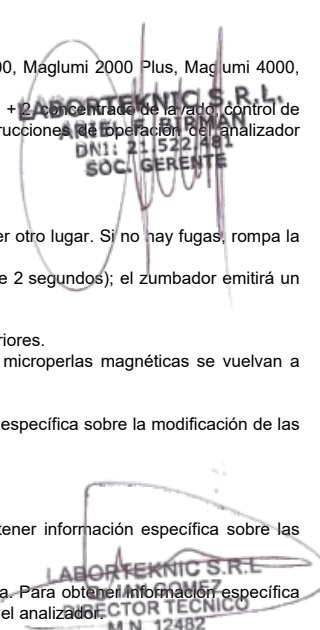 00, Maglumi 2000 Plus, Maglumi 4000,
+ 2 concentrado de lavado, control de
LABORTEKNIC S.R.L.
rucciones de operación del analizador
DNI: 21.522.481
SOC. GERENTE
er otro lugar. Si no hay fugas, rompa la
e 2 segundos); el zumbador emitirá un
riores.
microperlas magnéticas se vuelvan a
específica sobre la modificación de las
tener información específica sobre las
LABORTEKNIC S.R.L
a. Para obtener información específica
GOMEZ
DIRECTOR TECNICO
el analizador.
M.N. 12482